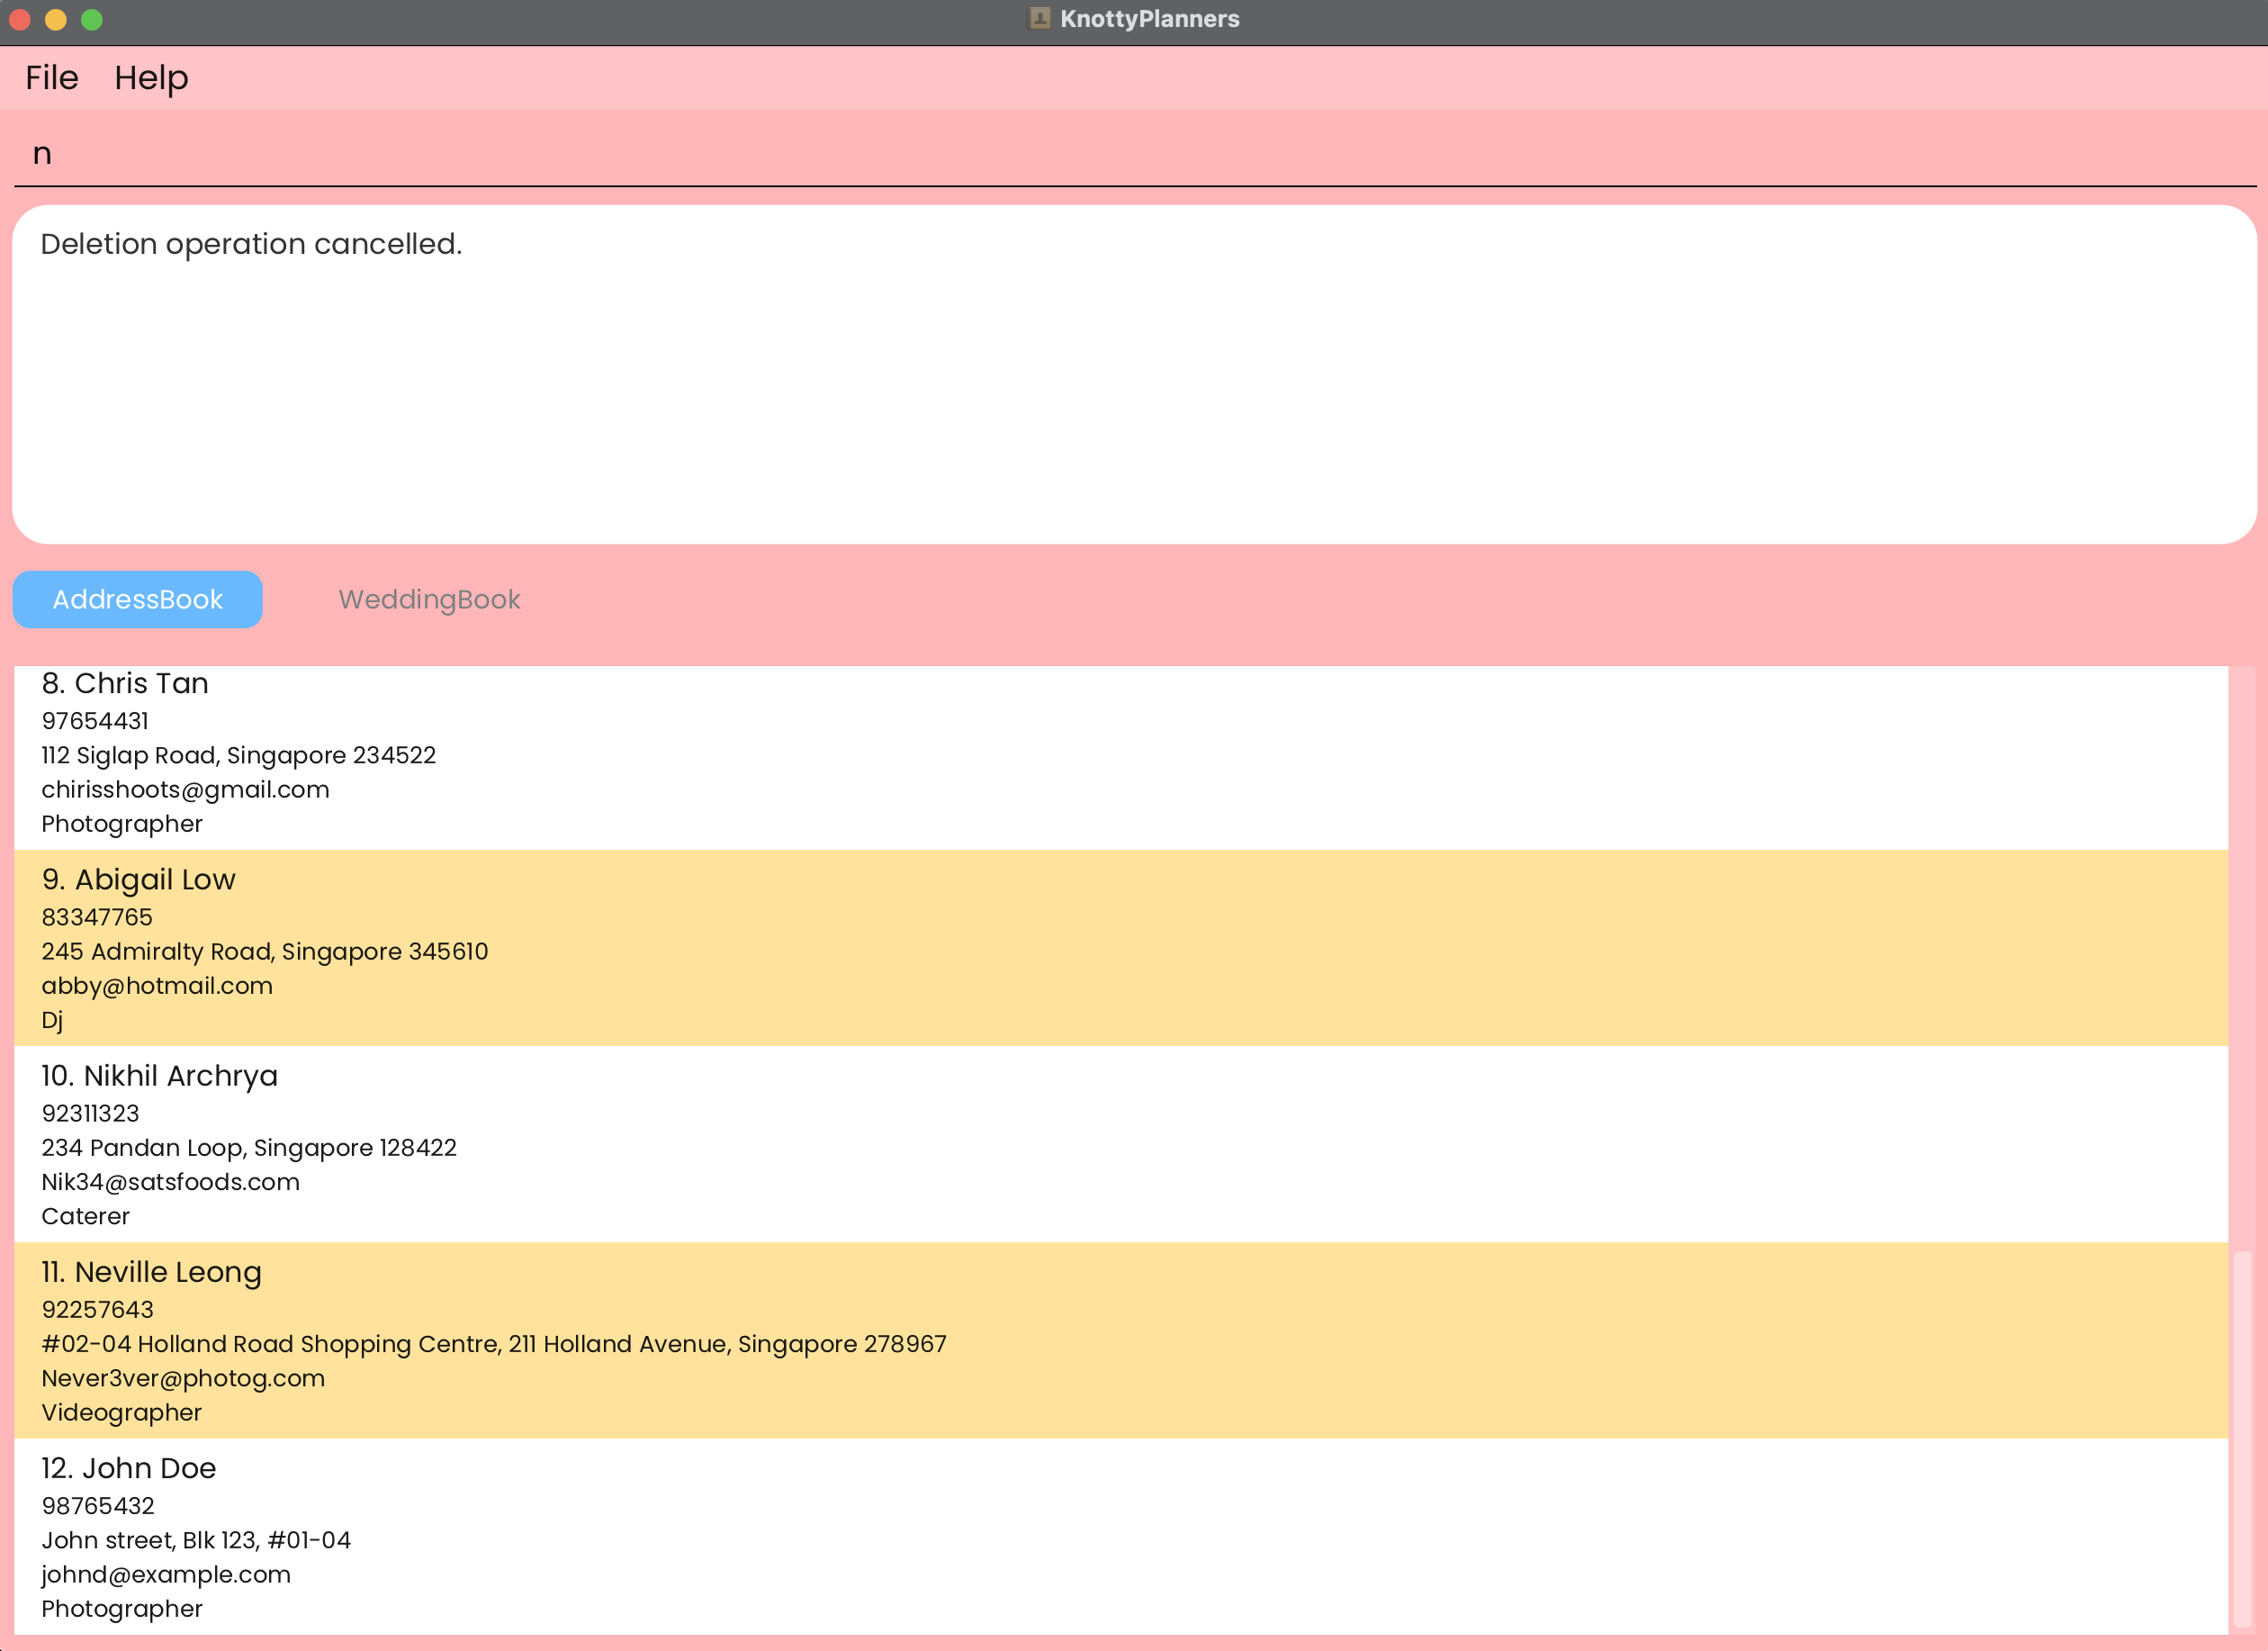 KnottyPlanners
File Help
n
Deletion operation cancelled.
AddressBook WeddingBook
8. Chris Tan
97654431
112 Siglap Road, Singapore 234522
chirisshoots@gmail.com
Photographer
9. Abigail Low
83347765
245 Admiralty Road, Singapore 345610
abby@hotmail.com
Dj
10. Nikhil Archrya
92311323
234 Pandan Loop, Singapore 128422
Nik34@satsfoods.com
Caterer
11. Neville Leong
92257643
#02-04 Holland Road Shopping Centre, 211 Holland Avenue, Singapore 278967
Never3ver@photog.com
Videographer
12. John Doe
98765432
John street, Blk 123, #01-04
johnd@example.com
Photographer